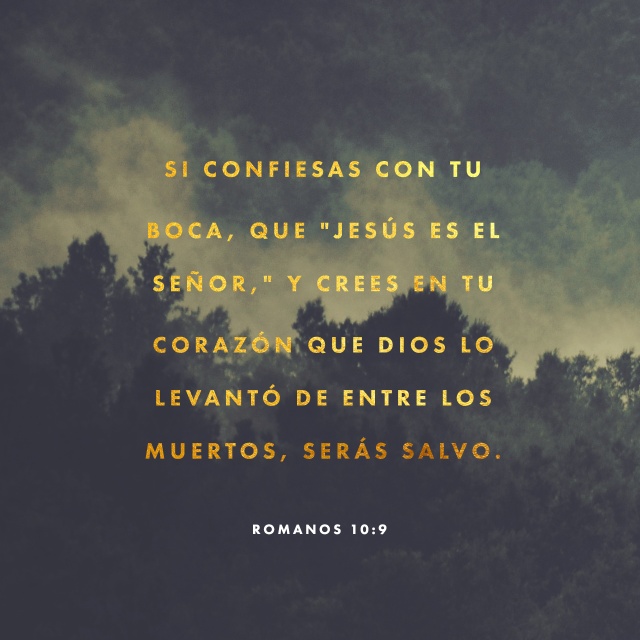 SI CONFIESAS CON TU
BOCA, QUE "JESÚS ES EL
SEÑOR," Y CREES EN TU
CORAZÓN QUE DIOS LO
LEVANTÓ DE ENTRE LOS
MUERTOS, SERÁS SALVO.
ROMANOS 10:9